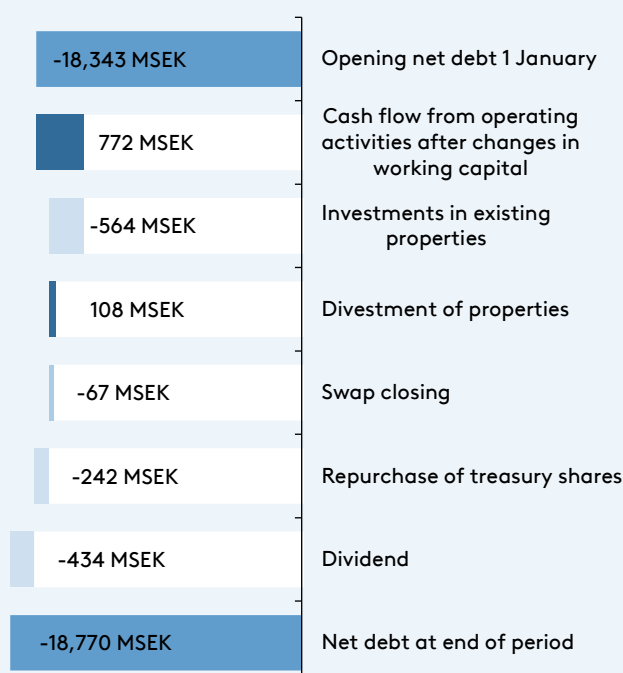 -18,343 MSEK Opening net debt 1 January
772 MSEK Cash flow from operating
activities after changes in
working capital
-564 MSEK Investments in existing
properties
108 MSEK Divestment of properties
-67 MSEK Swap closing
-242 MSEK Repurchase of treasury shares
-434 MSEK Dividend
-18,770 MSEK Net debt at end of period